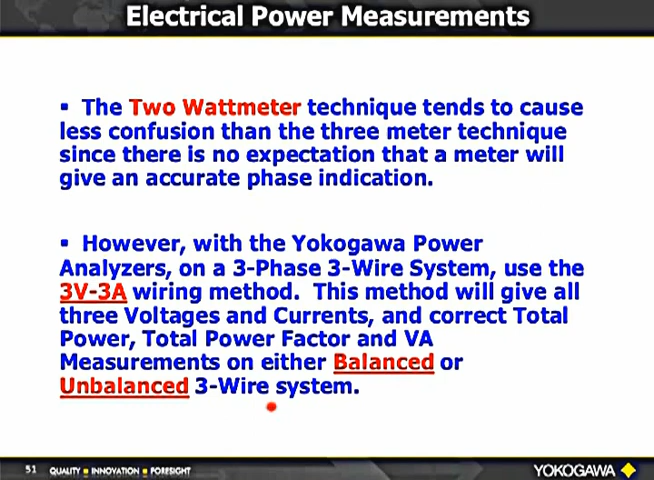 Electrical Power Measurements
▪ The Two Wattmeter technique tends to cause
less confusion than the three meter technique
since there is no expectation that a meter will
give an accurate phase indication.
▪ However, with the Yokogawa Power
Analyzers, on a 3-Phase 3-Wire System, use the
3V-3A wiring method. This method will give all
three Voltages and Currents, and correct Total
Power, Total Power Factor and VA
Measurements on either Balanced or
Unbalanced 3-Wire system.
51 QUALITY ▪ INNOVATION ▪ FORESIGHT YOKOGAWA